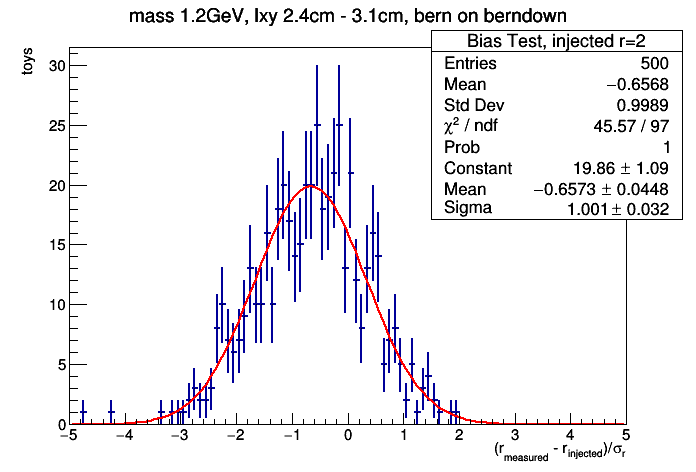 mass 1.2GeV, lxy 2.4cm - 3.1cm, bern on berndown
toys
Bias Test, injected r=2
Entries 500
Mean −0.6568
Std Dev 0.9989
χ² / ndf 45.57 / 97
Prob 1
Constant 19.86 ± 1.09
Mean −0.6573 ± 0.0448
Sigma 1.001 ± 0.032
30
25
20
15
10
5
0
−5 −4 −3 −2 −1 0 1 2 3 4 5
(r_measured - r_injected)/σ_r